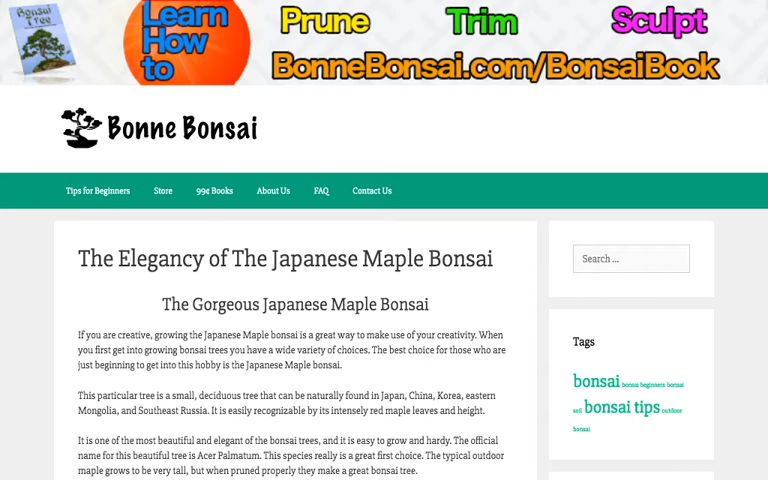 Bonsai
Tree
Learn
How
to
Prune
Trim
Sculpt
BonneBonsai.com/BonsaiBook
Bonne Bonsai
Tips for Beginners
Store
99¢ Books
About Us
FAQ
Contact Us
The Elegancy of The Japanese Maple Bonsai
The Gorgeous Japanese Maple Bonsai
If you are creative, growing the Japanese Maple bonsai is a great way to make use of your creativity. When
you first get into growing bonsai trees you have a wide variety of choices. The best choice for those who are
just beginning to get into this hobby is the Japanese Maple bonsai.
This particular tree is a small, deciduous tree that can be naturally found in Japan, China, Korea, eastern
Mongolia, and Southeast Russia. It is easily recognizable by its intensely red maple leaves and height.
It is one of the most beautiful and elegant of the bonsai trees, and it is easy to grow and hardy. The official
name for this beautiful tree is Acer Palmatum. This species really is a great first choice. The typical outdoor
maple grows to be very tall, but when pruned properly they make a great bonsai tree.
Search ...
Tags
bonsai bonsai beginners bonsai
soil bonsai tips outdoor
bonsai